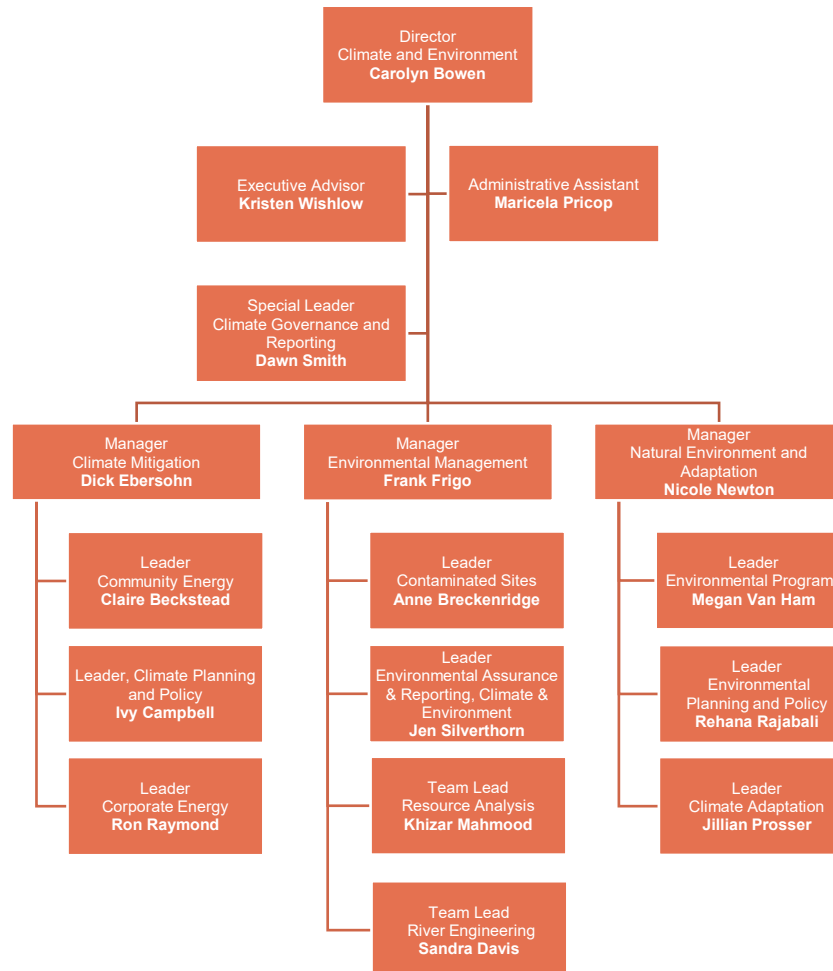 Director
Climate and Environment
Carolyn Bowen
Executive Advisor
Kristen Wishlow
Administrative Assistant
Maricela Pricop
Special Leader
Climate Governance and
Reporting
Dawn Smith
Manager
Climate Mitigation
Dick Ebersohn
Manager
Environmental Management
Frank Frigo
Manager
Natural Environment and
Adaptation
Nicole Newton
Leader
Community Energy
Claire Beckstead
Leader, Climate Planning
and Policy
Ivy Campbell
Leader
Corporate Energy
Ron Raymond
Leader
Contaminated Sites
Anne Breckenridge
Leader
Environmental Assurance
& Reporting, Climate &
Environment
Jen Silverthorn
Team Lead
Resource Analysis
Khizar Mahmood
Team Lead
River Engineering
Sandra Davis
Leader
Environmental Program
Megan Van Ham
Leader
Environmental
Planning and Policy
Rehana Rajabali
Leader
Climate Adaptation
Jillian Prosser